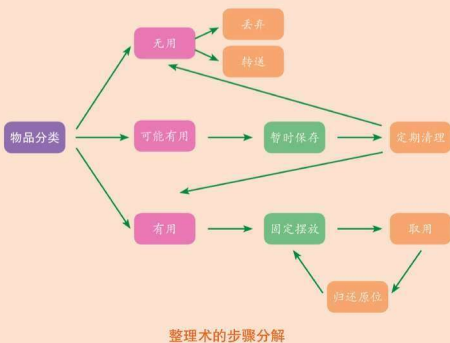 丢弃
无用
转送
物品分类
可能有用
暂时保存
定期清理
有用
固定摆放
取用
归还原位
整理术的步骤分解